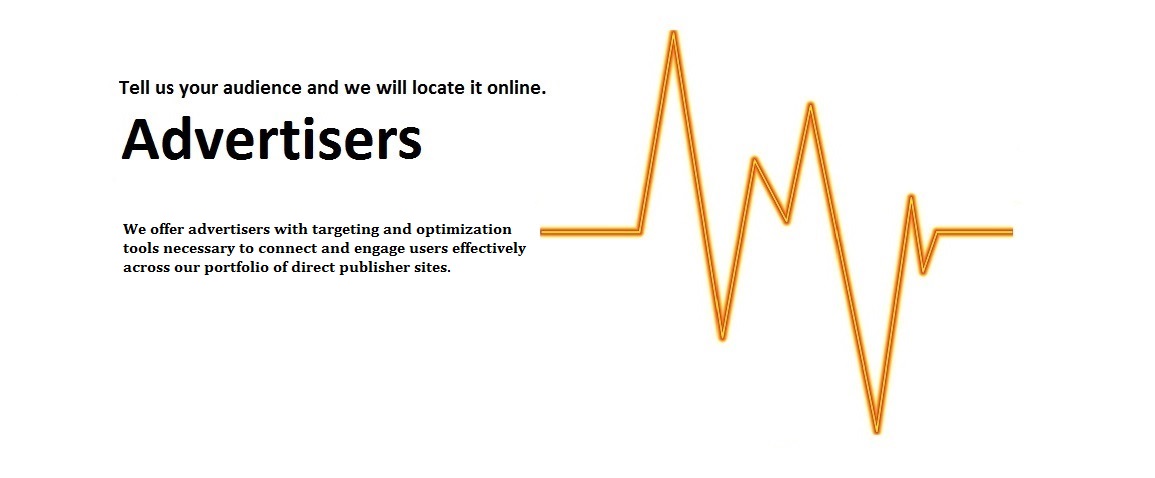 Tell us your audience and we will locate it online.
Advertisers
We offer advertisers with targeting and optimization
tools necessary to connect and engage users effectively
across our portfolio of direct publisher sites.